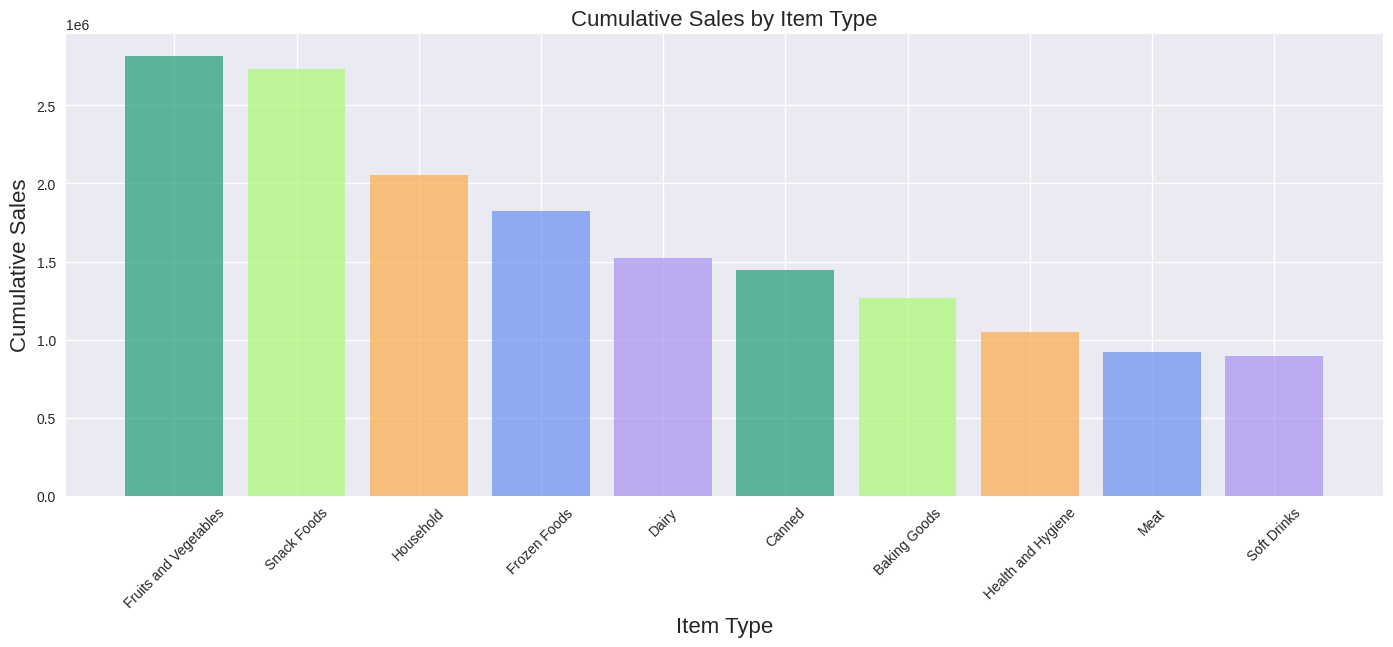 Cumulative Sales by Item Type
1e6
2.5
2.0
1.5
1.0
0.5
0.0
Cumulative Sales
Fruits and Vegetables
Snack Foods
Household
Frozen Foods
Dairy
Canned
Baking Goods
Health and Hygiene
Meat
Soft Drinks
Item Type